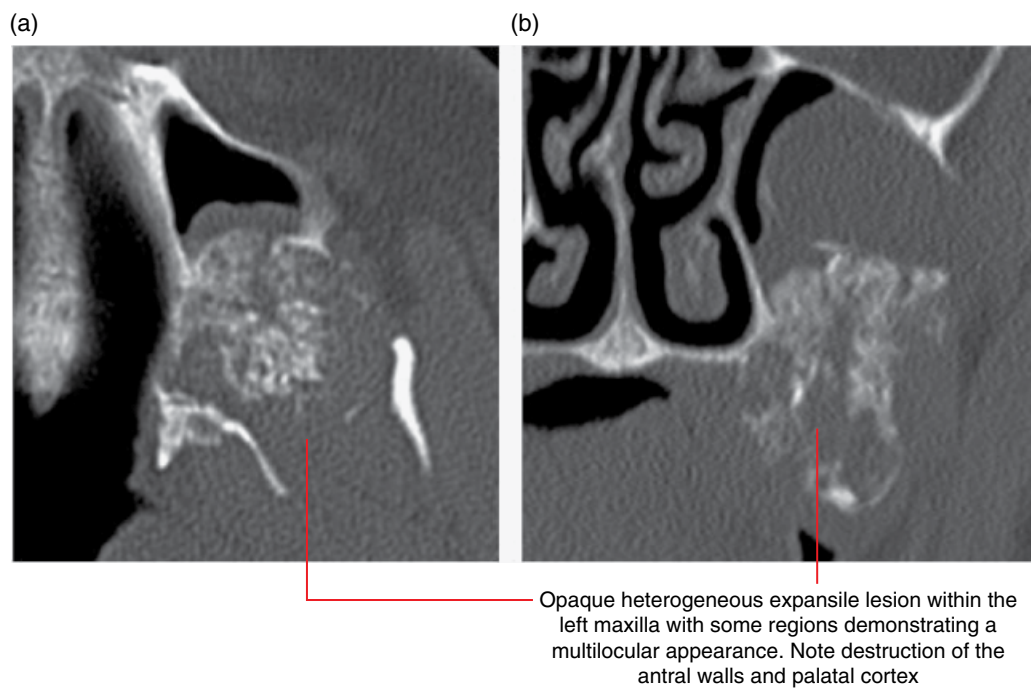 (a)
(b)
Opaque heterogeneous expansile lesion within the
left maxilla with some regions demonstrating a
multilocular appearance. Note destruction of the
antral walls and palatal cortex